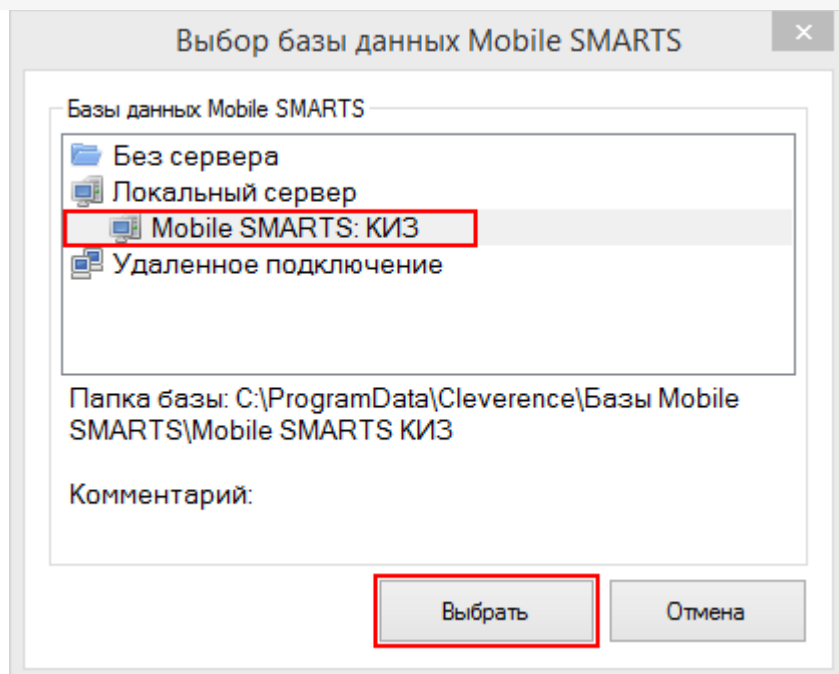 Выбор базы данных Mobile SMARTS
Базы данных Mobile SMARTS
Без сервера
Локальный сервер
Mobile SMARTS: КИЗ
Удаленное подключение
Папка базы: C:\ProgramData\Cleverence\Базы Mobile
SMARTS\Mobile SMARTS КИЗ
Комментарий:
Выбрать
Отмена